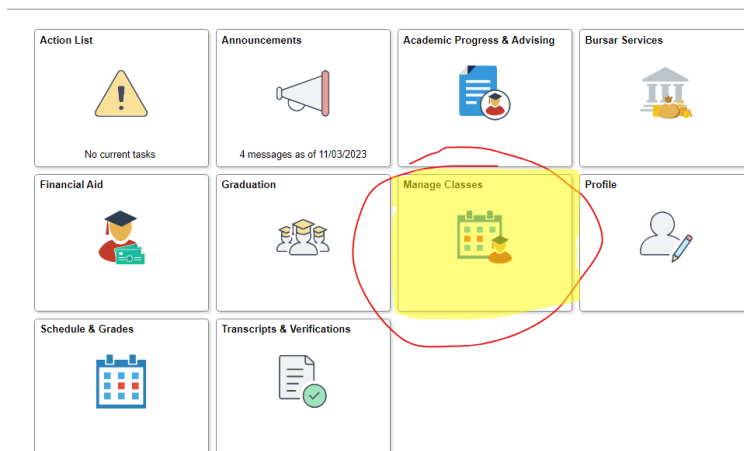 Action List
No current tasks
Announcements
4 messages as of 11/03/2023
Academic Progress & Advising
Bursar Services
Financial Aid
Graduation
Manage Classes
Profile
Schedule & Grades
Transcripts & Verifications